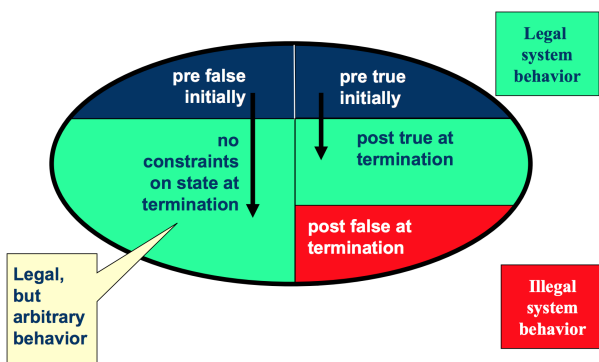 Legal
system
behavior
pre false
initially
pre true
initially
no
constraints
on state at
termination
post true at
termination
post false at
termination
Legal,
but
arbitrary
behavior
Illegal
system
behavior